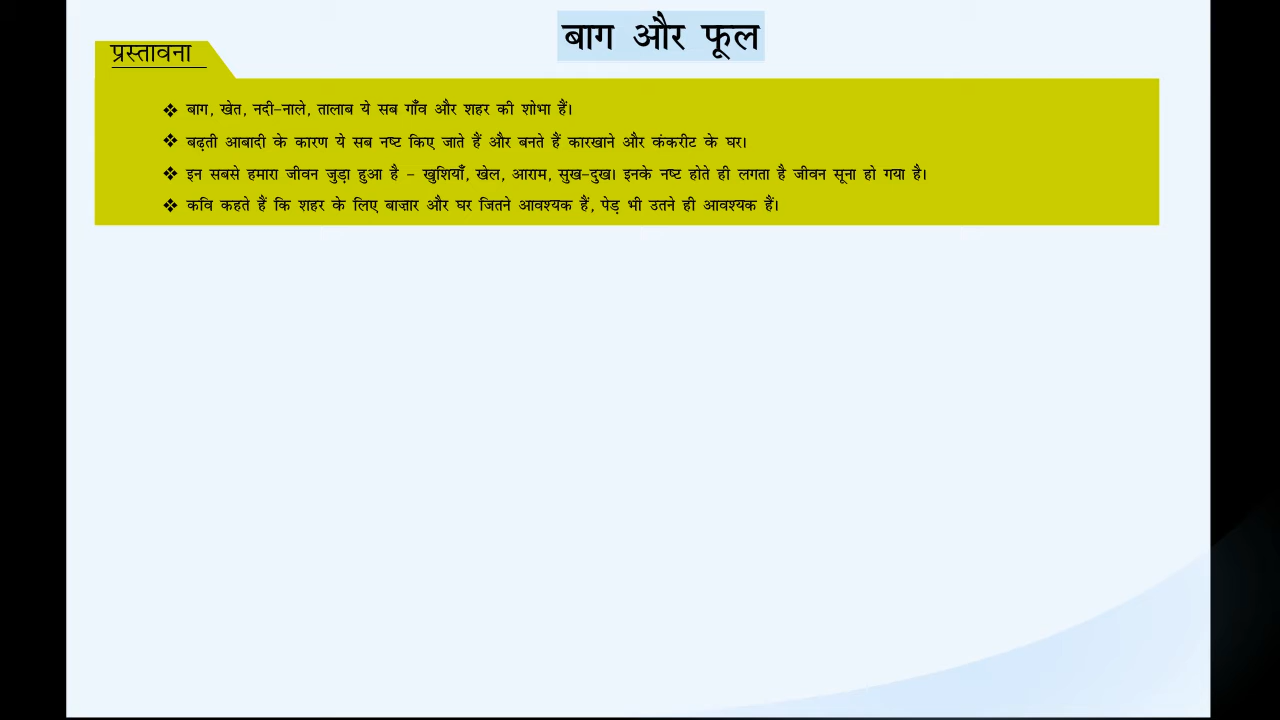 बाग और फूल
प्रस्तावना
❖ बाग, खेत, नदी-नाले, तालाब ये सब गाँव और शहर की शोभा हैं।
❖ बढ़ती आबादी के कारण ये सब नष्ट किए जाते हैं और बनते हैं कारखाने और कंकरीट के घर।
❖ इन सबसे हमारा जीवन जुड़ा हुआ है - खुशियाँ, खेल, आराम, सुख-दुख। इनके नष्ट होते ही लगता है जीवन सूना हो गया है।
❖ कवि कहते हैं कि शहर के लिए बाज़ार और घर जितने आवश्यक हैं, पेड़ भी उतने ही आवश्यक हैं।